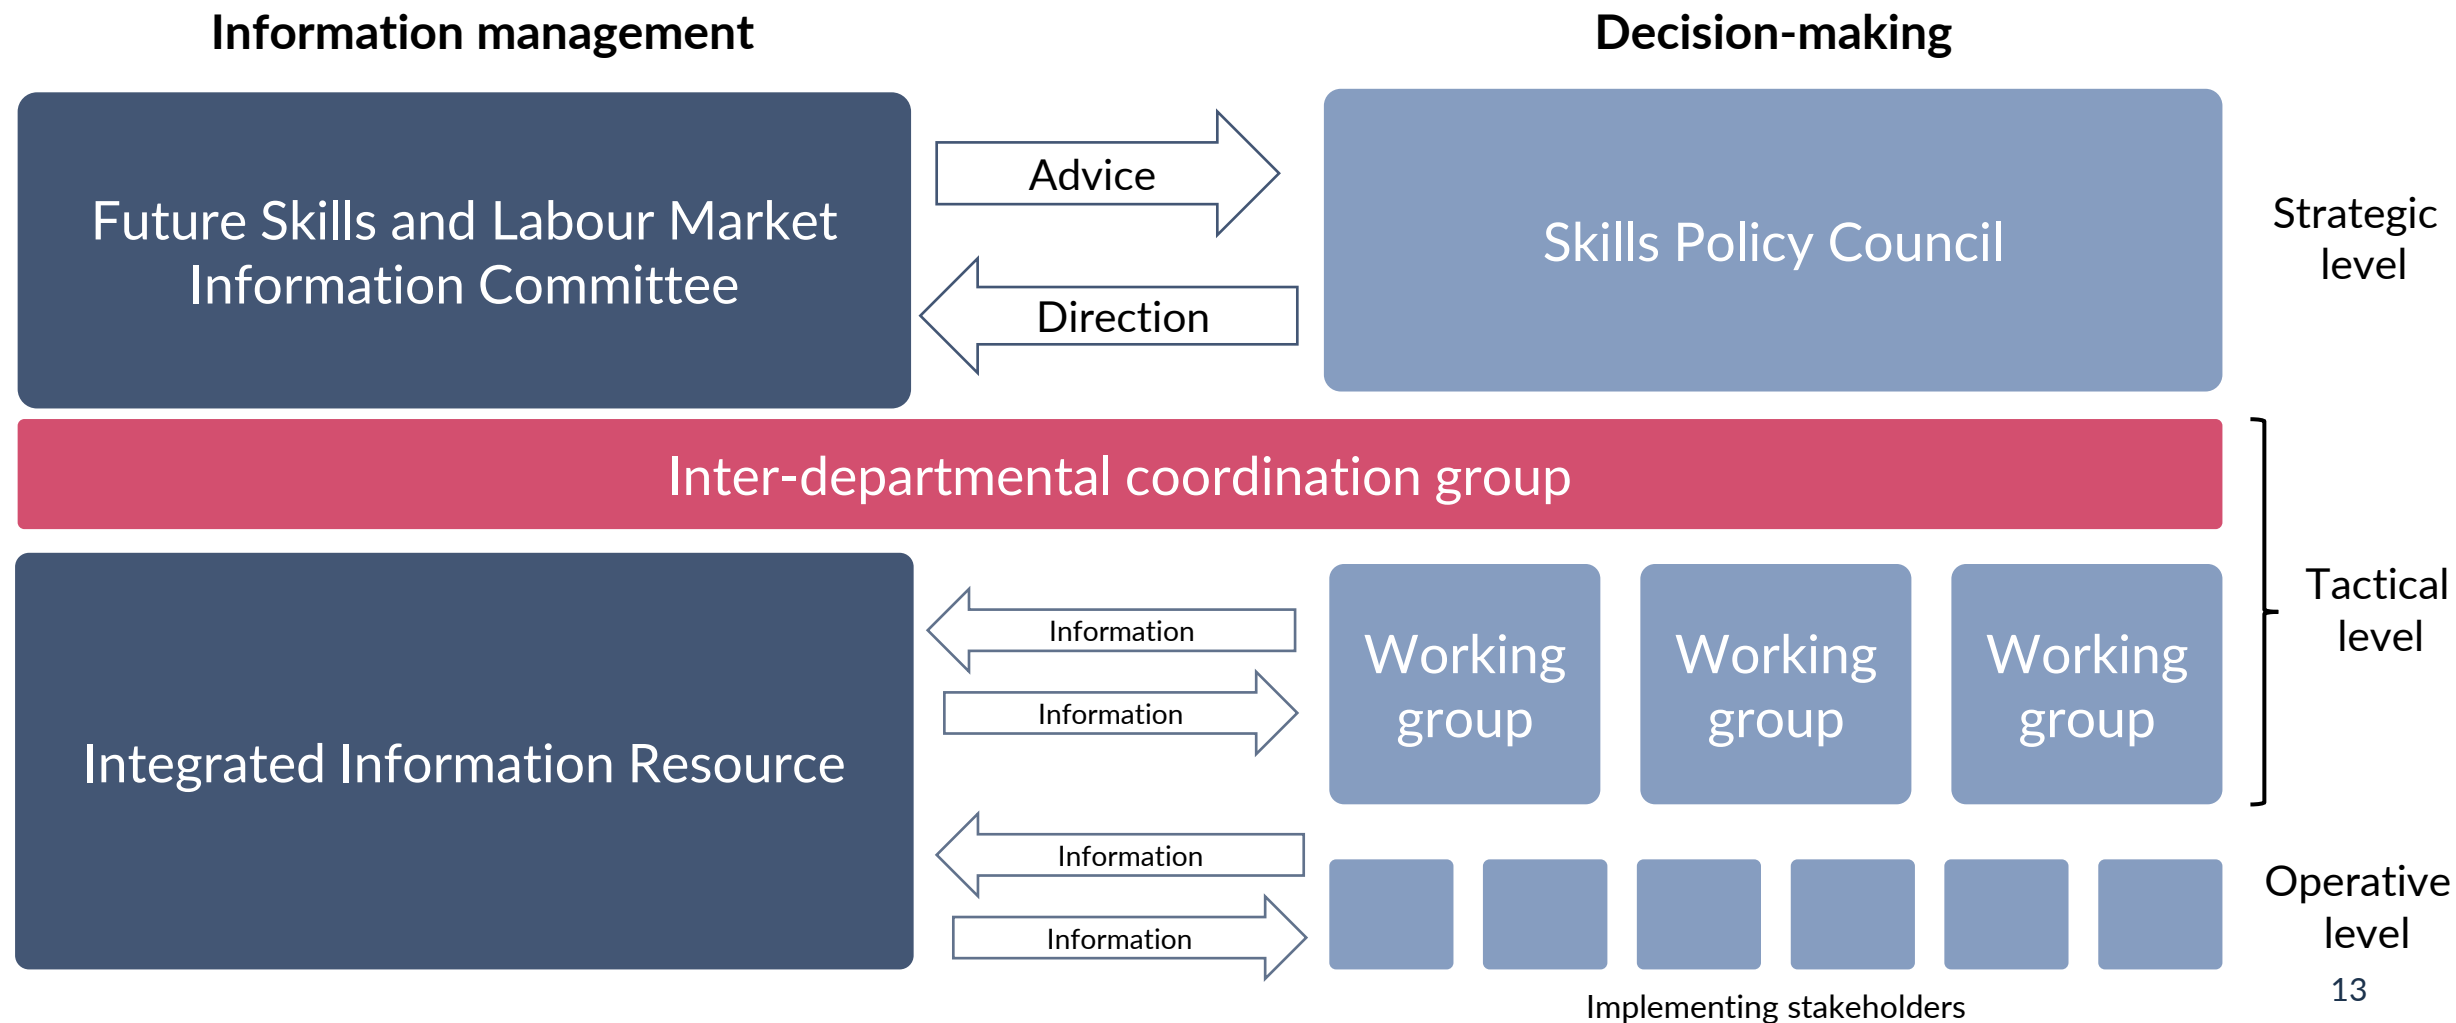 Information management
Decision-making
Future Skills and Labour Market
Information Committee
Advice
Direction
Skills Policy Council
Strategic
level
Inter-departmental coordination group
Integrated Information Resource
Information
Information
Working
group
Working
group
Working
group
Tactical
level
Information
Information
Operative
level
Implementing stakeholders
13